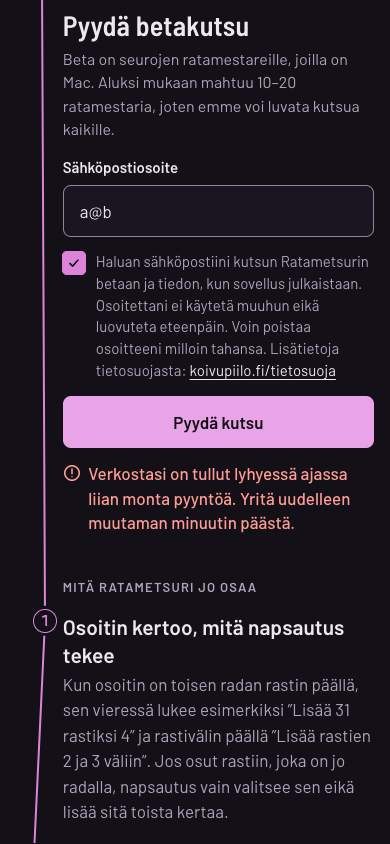 Pyydä betakutsu
Beta on seurojen ratamestareille, joilla on
Mac. Aluksi mukaan mahtuu 10–20
ratamestaria, joten emme voi luvata kutsua
kaikille.
Sähköpostiosoite
a@b
Haluan sähköpostiini kutsun Ratametsurin
betaan ja tiedon, kun sovellus julkaistaan.
Osoitettani ei käytetä muuhun eikä
luovuteta eteenpäin. Voin poistaa
osoitteeni milloin tahansa. Lisätietoja
tietosuojasta: koivupiilo.fi/tietosuoja
Pyydä kutsu
Verkostasi on tullut lyhyessä ajassa
liian monta pyyntöä. Yritä uudelleen
muutaman minuutin päästä.
MITÄ RATAMETSURI JO OSAA
1
Osoitin kertoo, mitä napsautus
tekee
Kun osoitin on toisen radan rastin päällä,
sen vieressä lukee esimerkiksi ”Lisää 31
rastiksi 4” ja rastivälin päällä ”Lisää rastien
2 ja 3 väliin”. Jos osut rastiin, joka on jo
radalla, napsautus vain valitsee sen eikä
lisää sitä toista kertaa.